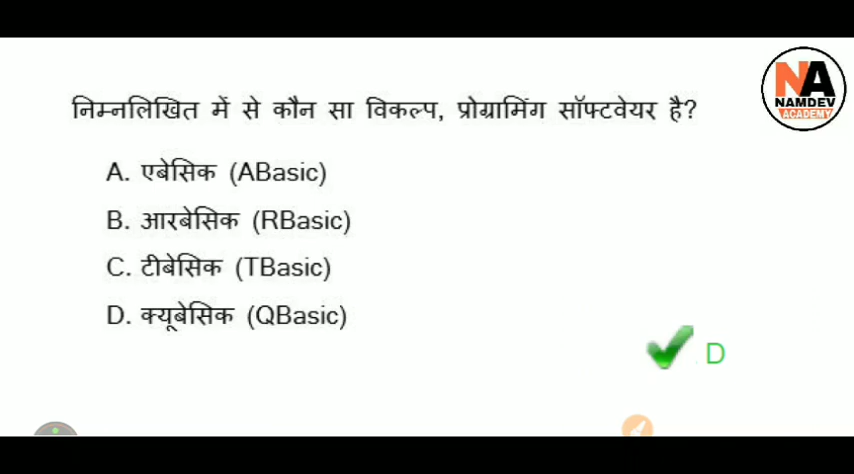 NA
NAMDEV
ACADEMY
निम्नलिखित में से कौन सा विकल्प, प्रोग्रामिंग सॉफ्टवेयर है?
A. एबेसिक (ABasic)
B. आरबेसिक (RBasic)
C. टीबेसिक (TBasic)
D. क्यूबेसिक (QBasic)
D